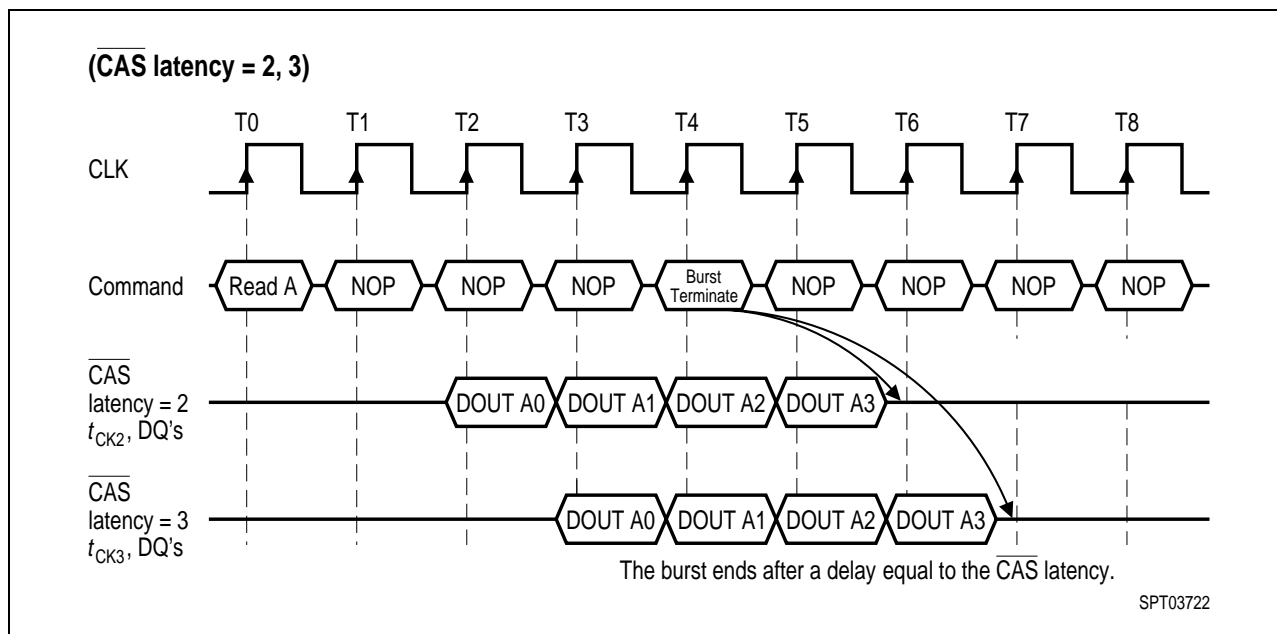 (CAS latency = 2, 3)
T0 T1 T2 T3 T4 T5 T6 T7 T8
CLK
Command Read A NOP NOP NOP Burst Terminate NOP NOP NOP NOP
CAS
latency = 2
tCK2, DQ's
DOUT A0 DOUT A1 DOUT A2 DOUT A3
CAS
latency = 3
tCK3, DQ's
DOUT A0 DOUT A1 DOUT A2 DOUT A3
The burst ends after a delay equal to the CAS latency.
SPT03722